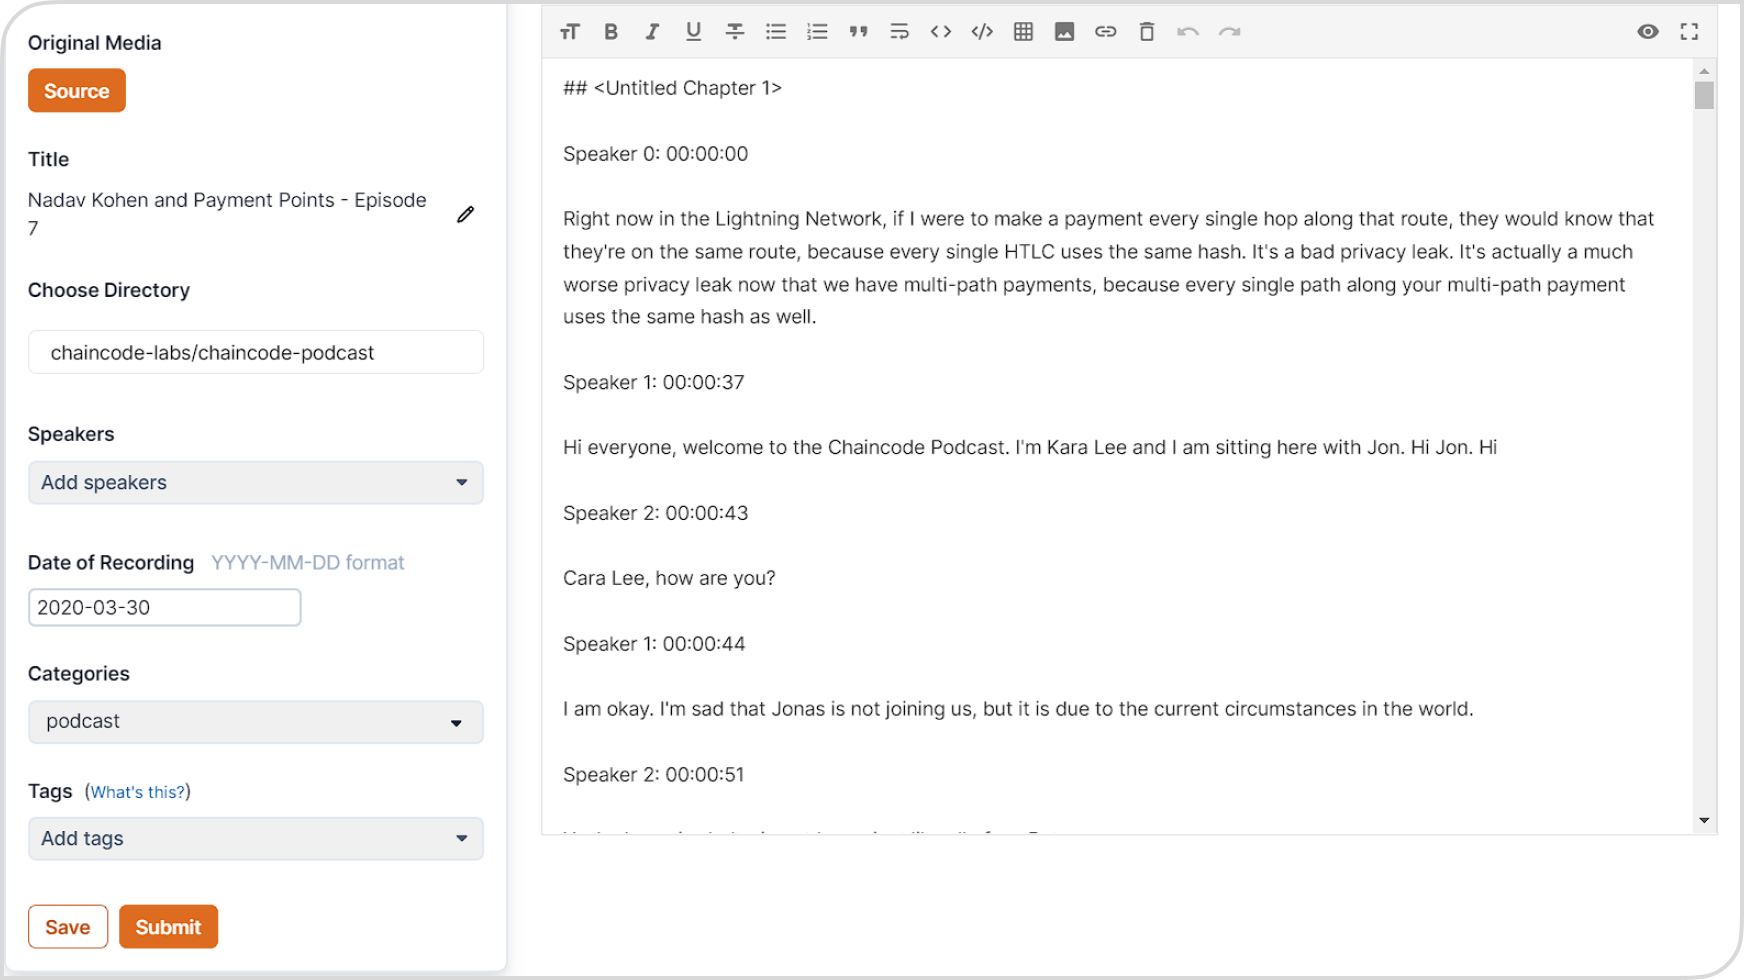 Original Media
Source
Title
Nadav Kohen and Payment Points - Episode
7
Choose Directory
chaincode-labs/chaincode-podcast
Speakers
Add speakers
Date of Recording YYYY-MM-DD format
2020-03-30
Categories
podcast
Tags (What's this?)
Add tags
Save Submit
## <Untitled Chapter 1>
Speaker 0: 00:00:00
Right now in the Lightning Network, if I were to make a payment every single hop along that route, they would know that
they're on the same route, because every single HTLC uses the same hash. It's a bad privacy leak. It's actually a much
worse privacy leak now that we have multi-path payments, because every single path along your multi-path payment
uses the same hash as well.
Speaker 1: 00:00:37
Hi everyone, welcome to the Chaincode Podcast. I'm Kara Lee and I am sitting here with Jon. Hi Jon. Hi
Speaker 2: 00:00:43
Cara Lee, how are you?
Speaker 1: 00:00:44
I am okay. I'm sad that Jonas is not joining us, but it is due to the current circumstances in the world.
Speaker 2: 00:00:51